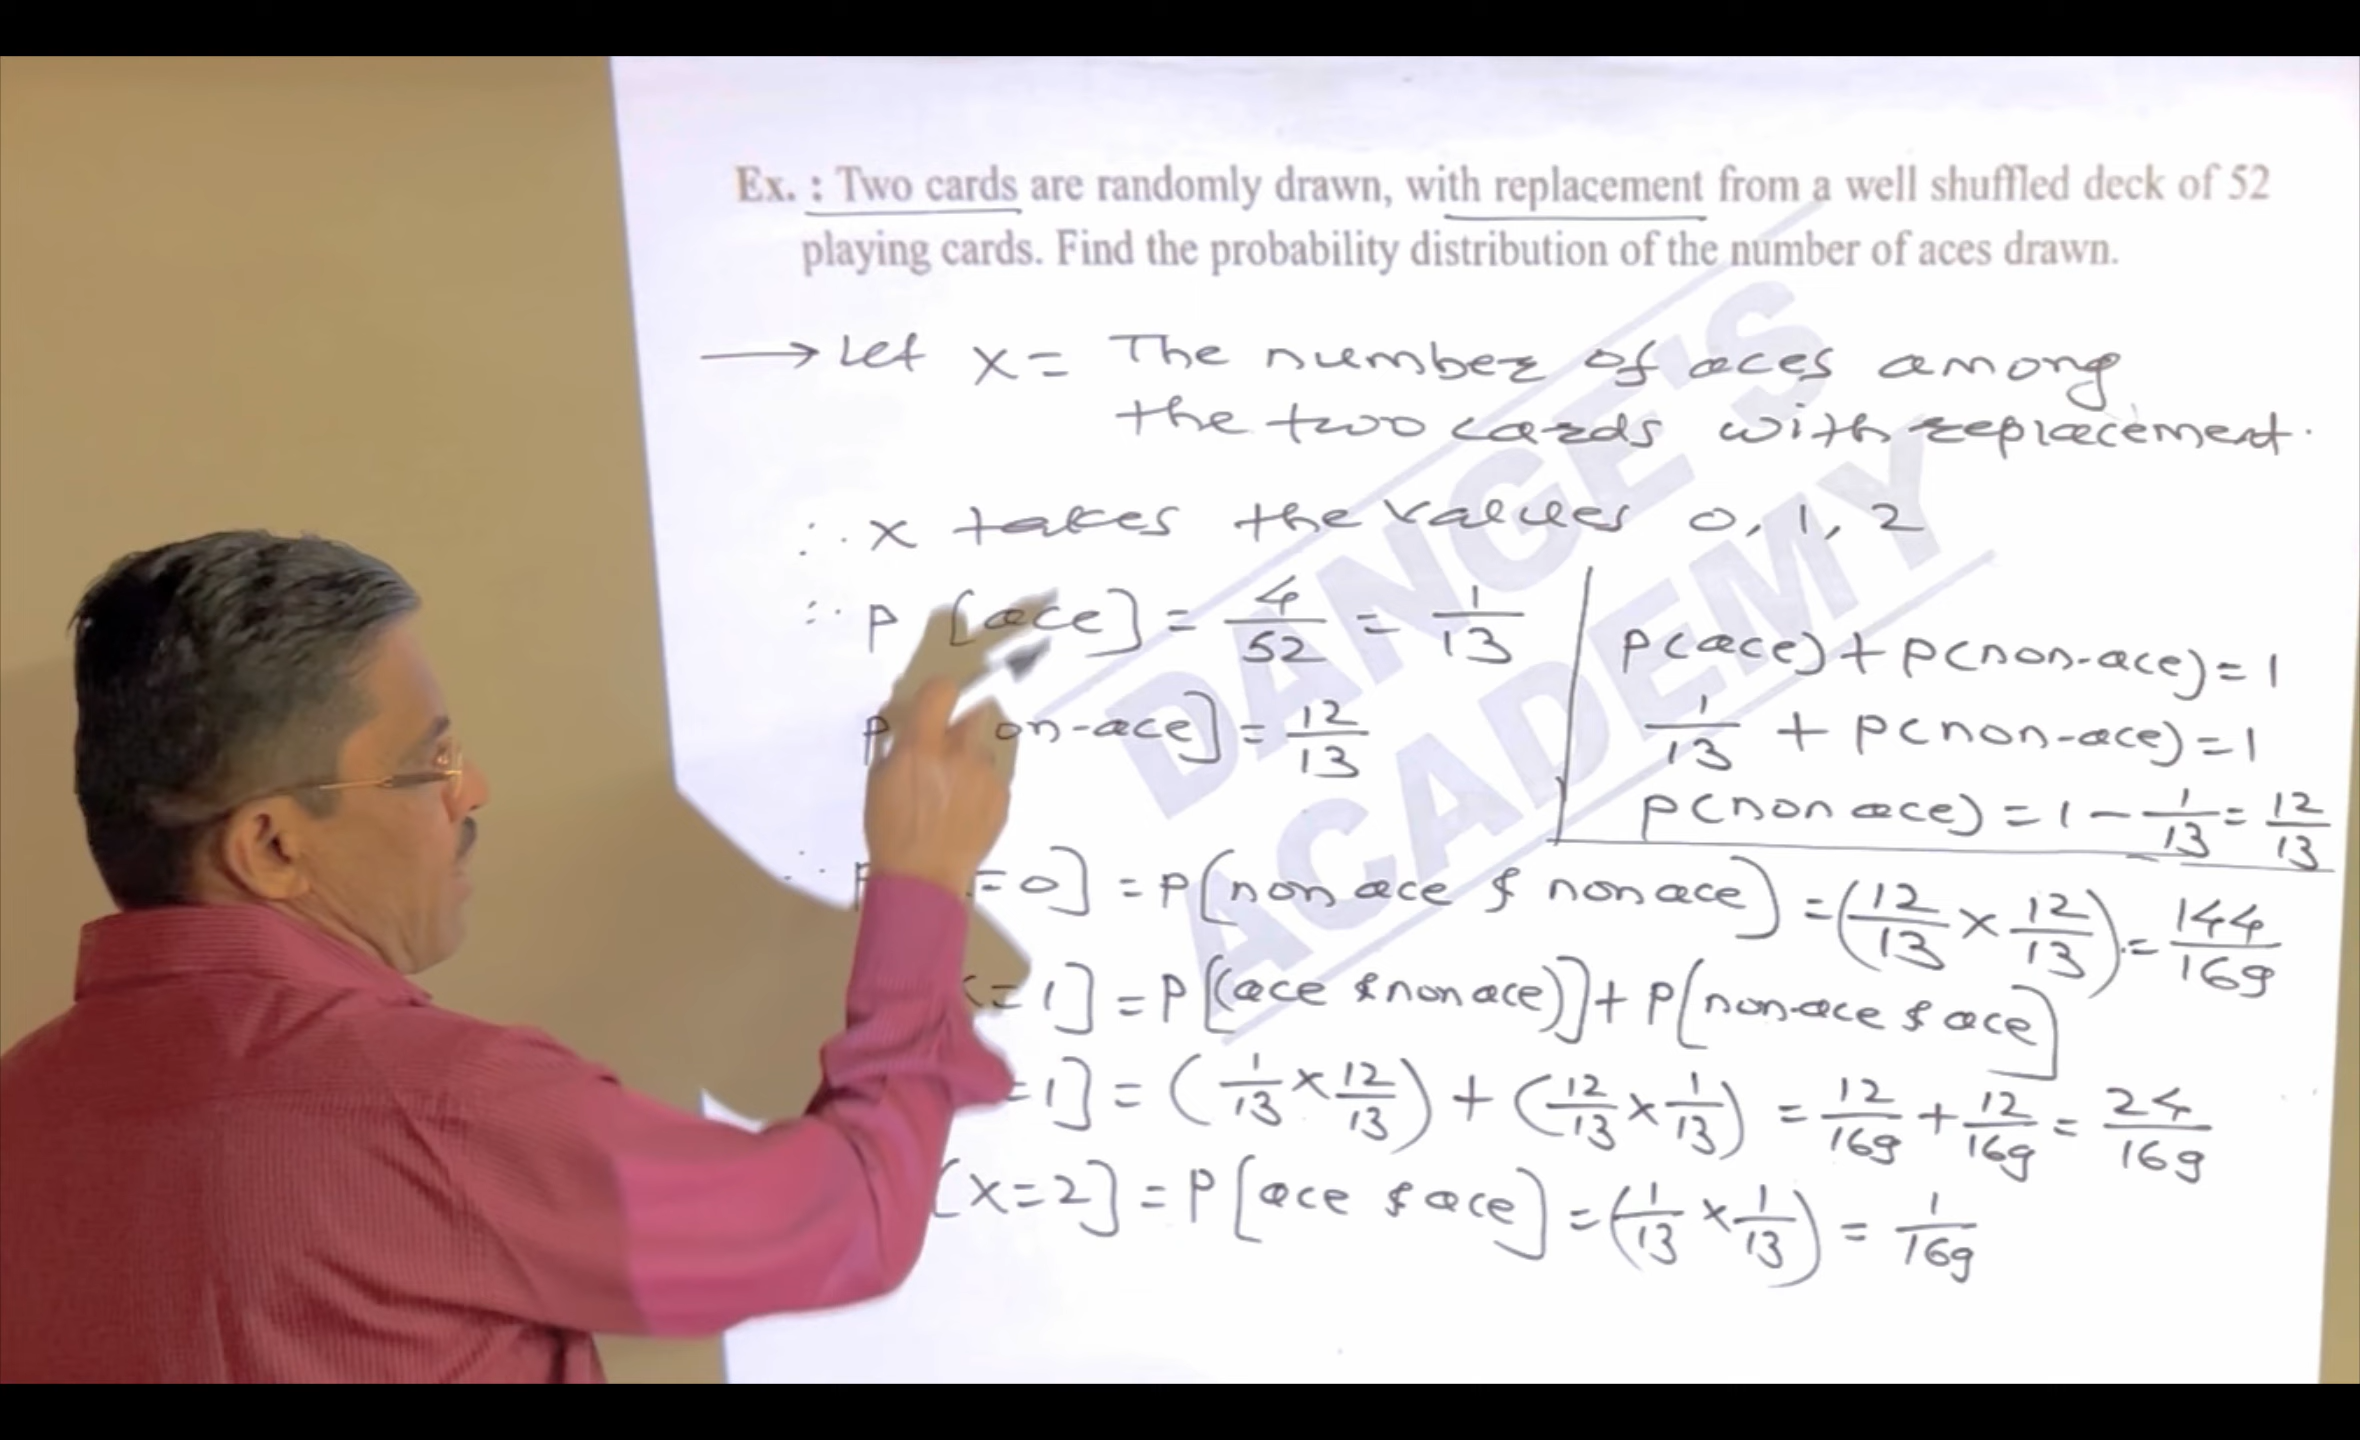 Ex. : Two cards are randomly drawn, with replacement from a well shuffled deck of 52
playing cards. Find the probability distribution of the number of aces drawn.
→ Let x = The number of aces among
the two cards with replacement.
∴ x takes the values 0, 1, 2
∴ P [ace] = 4/52 = 1/13
P on-ace] = 12/13
P(ace) + P(non-ace) = 1
1/13 + P(non-ace) = 1
P(non ace) = 1 - 1/13 = 12/13
∴ P =0] = P[non ace & non ace] = (12/13 × 12/13) = 144/169
x=1] = P[(ace & non ace)] + P[non-ace & ace]
=1] = (1/13 × 12/13) + (12/13 × 1/13) = 12/169 + 12/169 = 24/169
[x=2] = P[ace & ace] = (1/13 × 1/13) = 1/169
DANGE'S
ACADEMY